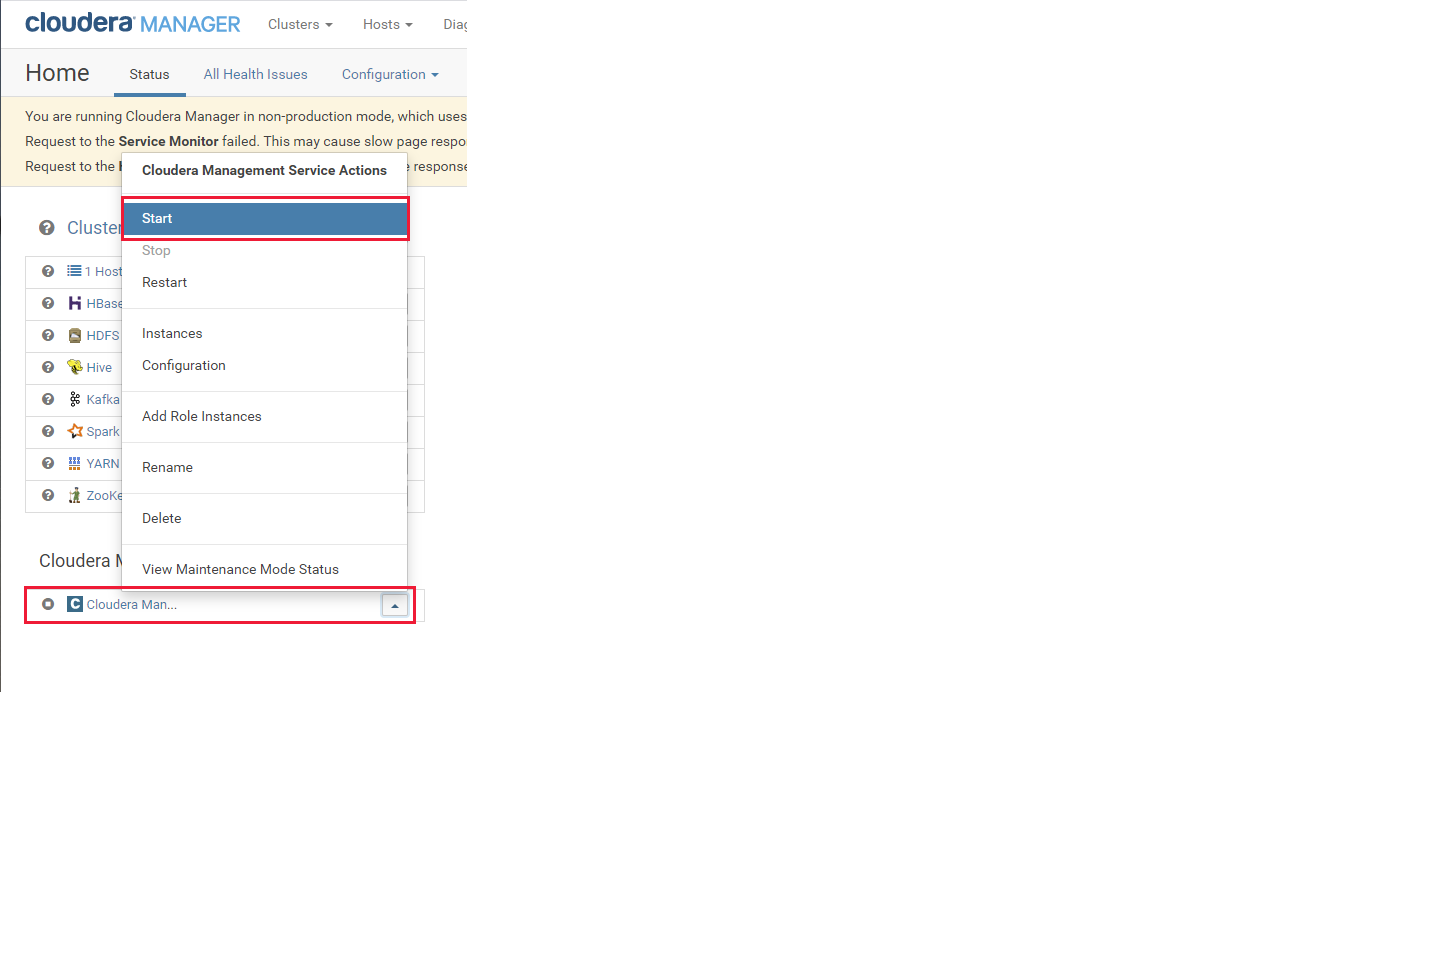 cloudera MANAGER Clusters Hosts Diag
Home Status All Health Issues Configuration
You are running Cloudera Manager in non-production mode, which uses
Request to the Service Monitor failed. This may cause slow page respo
Request to the response
Cloudera Management Service Actions
Start
Stop
Restart
Instances
Configuration
Add Role Instances
Rename
Delete
View Maintenance Mode Status
Cluster
1 Host
HBase
HDFS
Hive
Kafka
Spark
YARN
ZooKe
Cloudera M
C Cloudera Man...